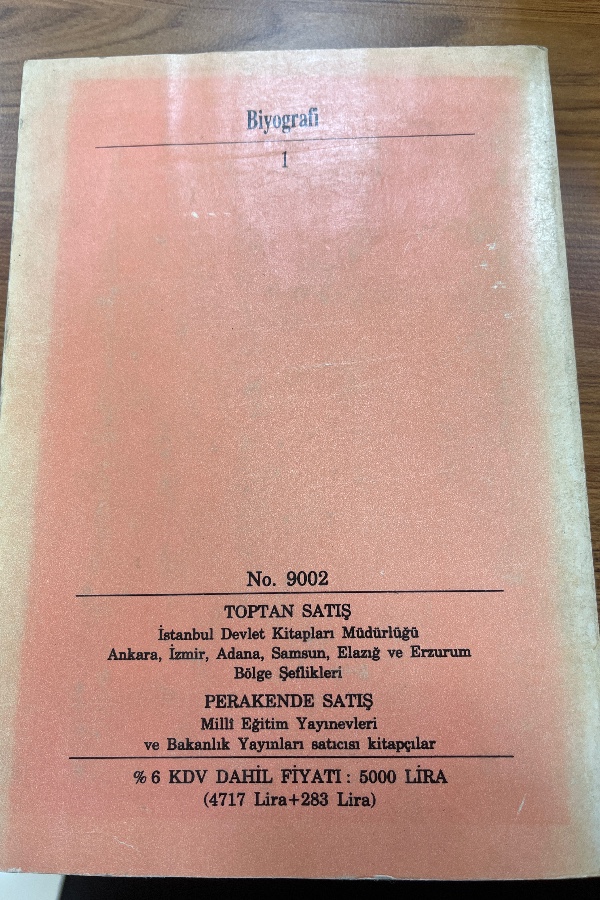 Biyografi
1
No. 9002
TOPTAN SATIŞ
İstanbul Devlet Kitapları Müdürlüğü
Ankara, İzmir, Adana, Samsun, Elazığ ve Erzurum
Bölge Şeflikleri
PERAKENDE SATIŞ
Millî Eğitim Yayınevleri
ve Bakanlık Yayınları satıcısı kitapçılar
% 6 KDV DAHİL FİYATI : 5000 LİRA
(4717 Lira+283 Lira)